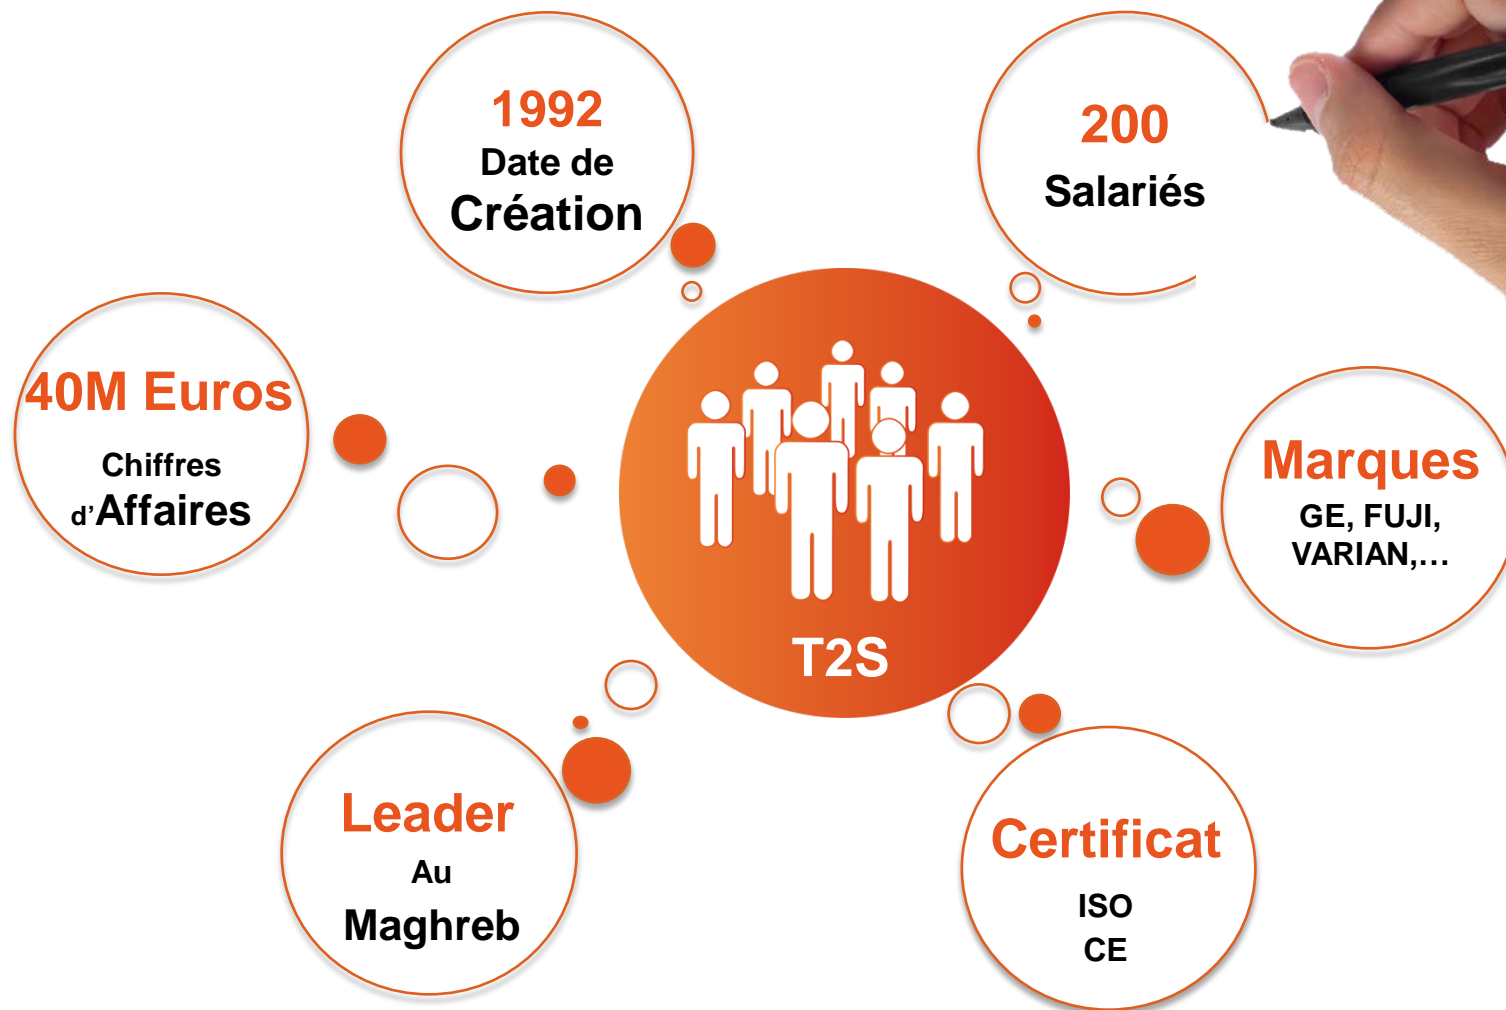 1992
Date de
Création
200
Salariés
40M Euros
Chiffres
d’Affaires
Marques
GE, FUJI,
VARIAN,…
T2S
Leader
Au
Maghreb
Certificat
ISO
CE